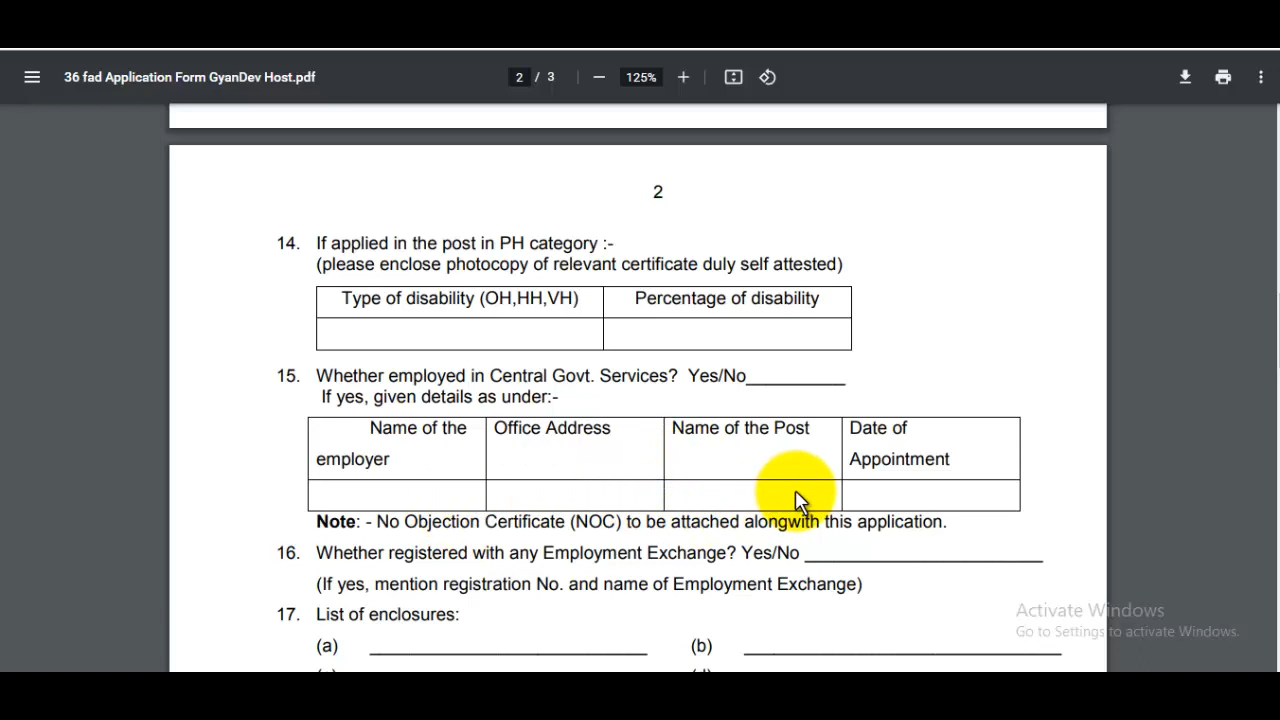 36 fad Application Form GyanDev Host.pdf
2 / 3
125%
2
14. If applied in the post in PH category :-
(please enclose photocopy of relevant certificate duly self attested)
Type of disability (OH,HH,VH) Percentage of disability
15. Whether employed in Central Govt. Services? Yes/No__________
If yes, given details as under:-
Name of the employer
Office Address
Name of the Post
Date of Appointment
Note: - No Objection Certificate (NOC) to be attached alongwith this application.
16. Whether registered with any Employment Exchange? Yes/No ________________________
(If yes, mention registration No. and name of Employment Exchange)
17. List of enclosures:
(a) ____________________________ (b) ________________________________
Activate Windows
Go to Settings to activate Windows.